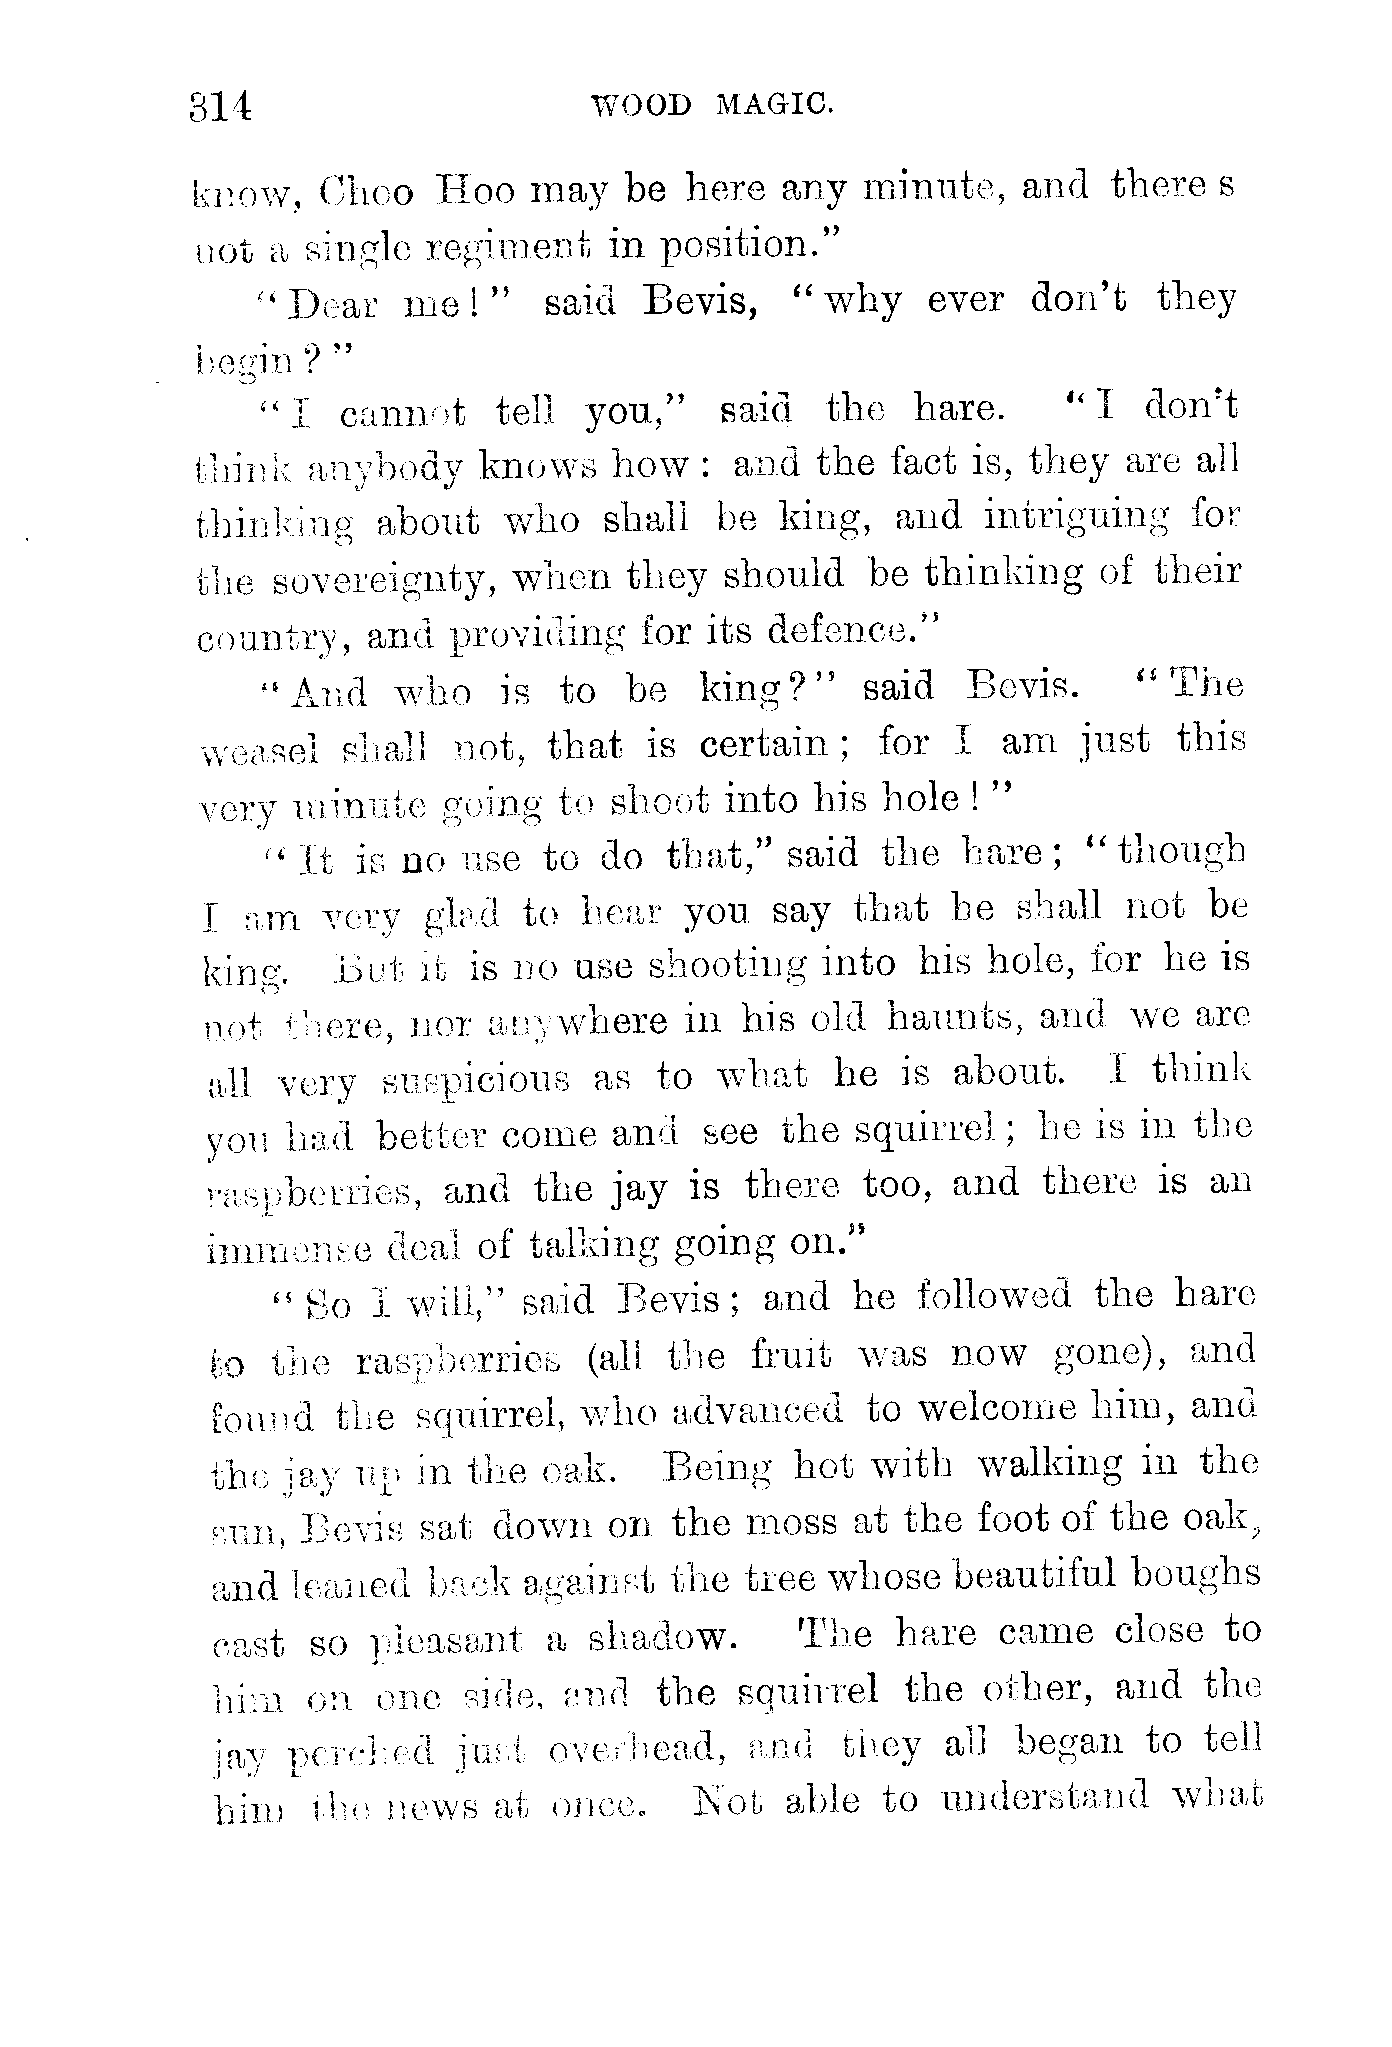 314 WOOD MAGIC.
know, Choo Hoo may be here any minute, and there s
not a single regiment in position."
"Dear me!" said Bevis, "why ever don't they
begin?"
"I cannot tell you," said the hare. "I don't
think anybody knows how: and the fact is, they are all
thinking about who shall be king, and intriguing for
the sovereignty, when they should be thinking of their
country, and providing for its defence."
"And who is to be king?" said Bevis. "The
weasel shall not, that is certain; for I am just this
very minute going to shoot into his hole!"
"It is no use to do that," said the hare; "though
I am very glad to hear you say that he shall not be
king. But it is no use shooting into his hole, for he is
not there, nor anywhere in his old haunts, and we are
all very suspicious as to what he is about. I think
you had better come and see the squirrel; he is in the
raspberries, and the jay is there too, and there is an
immense deal of talking going on."
"So I will," said Bevis; and he followed the hare
to the raspberries (all the fruit was now gone), and
found the squirrel, who advanced to welcome him, and
the jay up in the oak. Being hot with walking in the
sun, Bevis sat down on the moss at the foot of the oak,
and leaned back against the tree whose beautiful boughs
cast so pleasant a shadow. The hare came close to
him on one side, and the squirrel the other, and the
jay perched just overhead, and they all began to tell
him the news at once. Not able to understand what